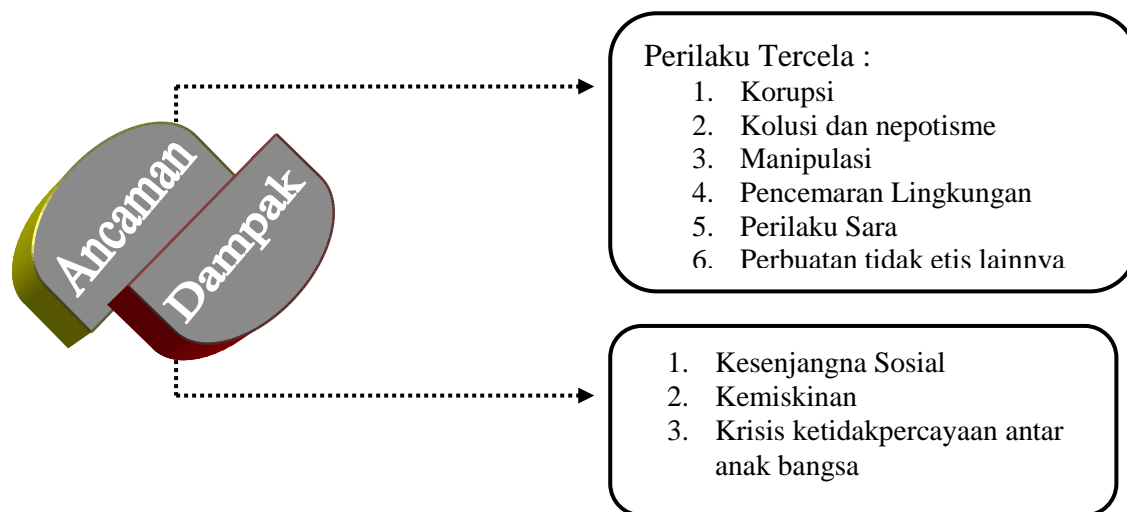 Ancaman
Dampak
Perilaku Tercela :
1. Korupsi
2. Kolusi dan nepotisme
3. Manipulasi
4. Pencemaran Lingkungan
5. Perilaku Sara
6. Perbuatan tidak etis lainnya
1. Kesenjangna Sosial
2. Kemiskinan
3. Krisis ketidakpercayaan antar
anak bangsa